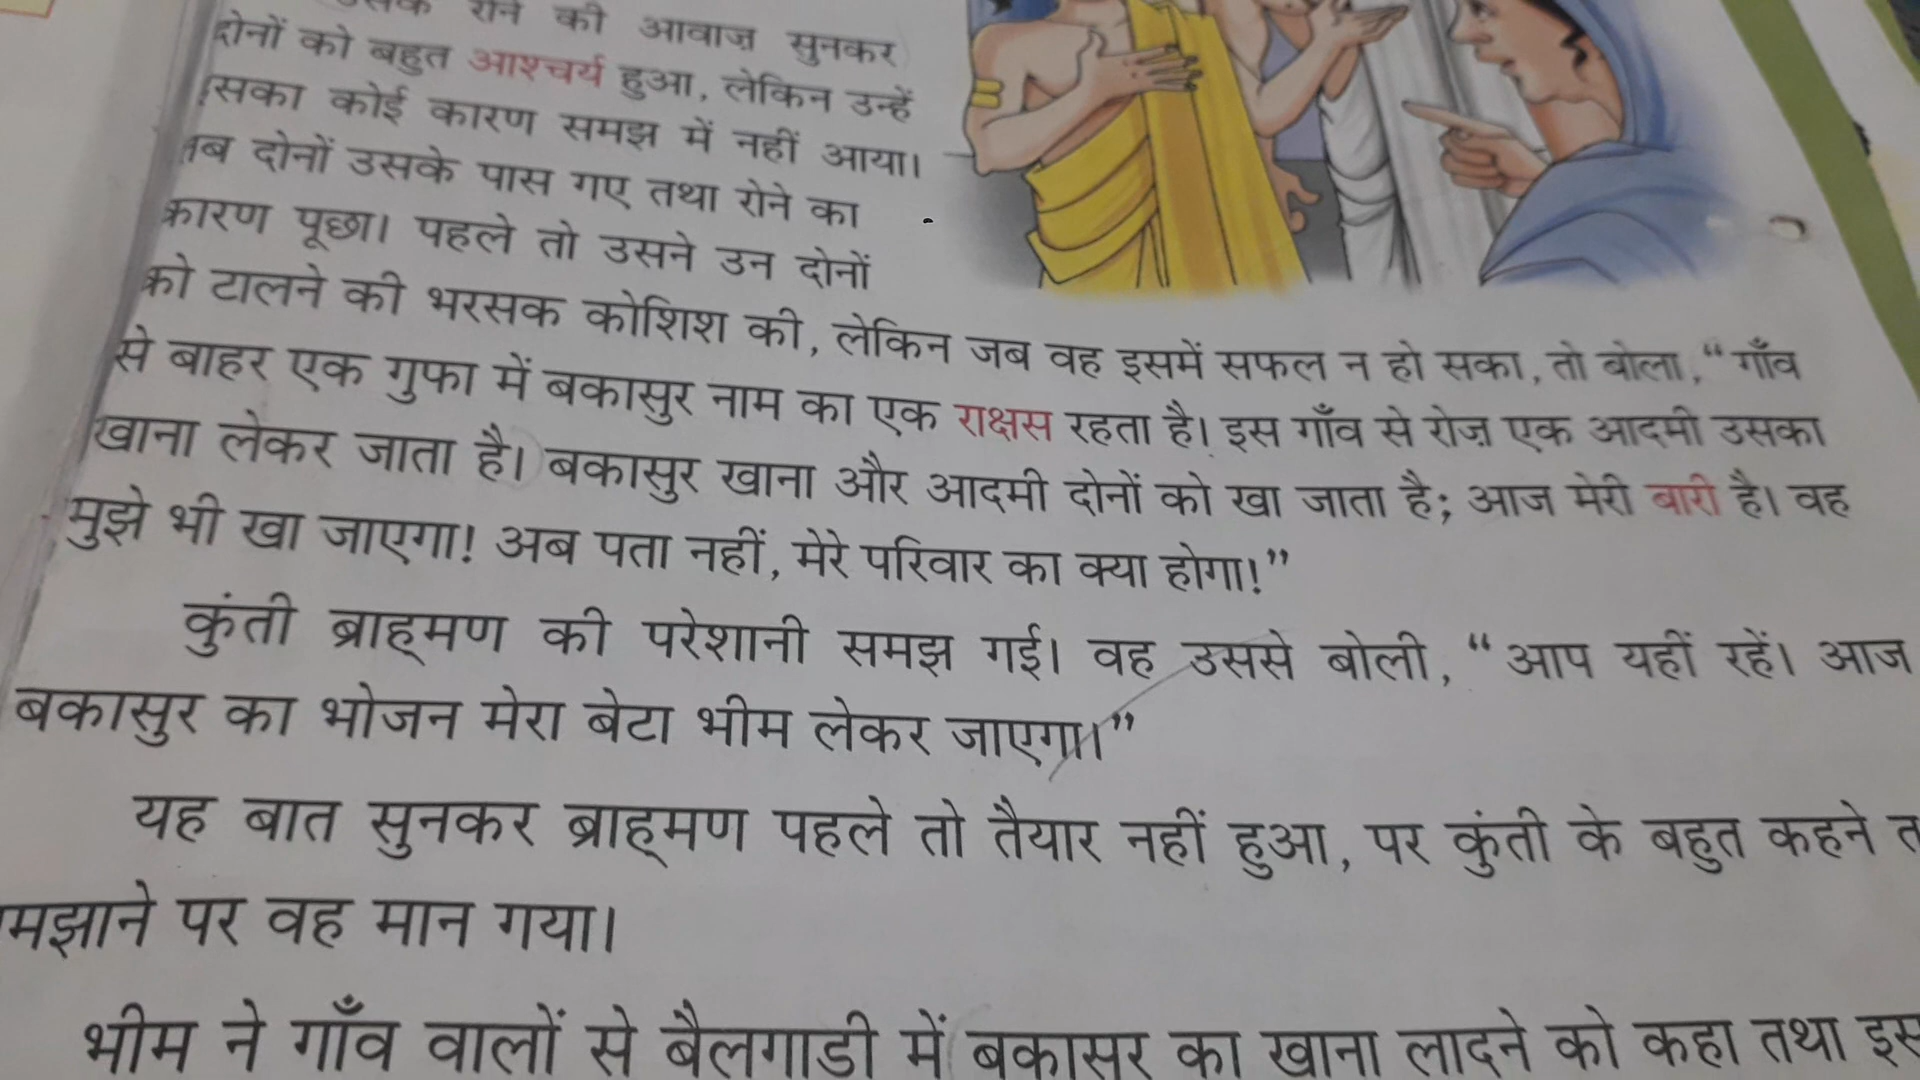 रोने की आवाज़ सुनकर
दोनों को बहुत आश्चर्य हुआ, लेकिन उन्हें
सका कोई कारण समझ में नहीं आया।
तब दोनों उसके पास गए तथा रोने का
कारण पूछा। पहले तो उसने उन दोनों
को टालने की भरसक कोशिश की, लेकिन जब वह इसमें सफल न हो सका, तो बोला, “गाँव
से बाहर एक गुफा में बकासुर नाम का एक राक्षस रहता है। इस गाँव से रोज़ एक आदमी उसका
खाना लेकर जाता है। बकासुर खाना और आदमी दोनों को खा जाता है; आज मेरी बारी है। वह
मुझे भी खा जाएगा! अब पता नहीं, मेरे परिवार का क्या होगा!”
कुंती ब्राह्मण की परेशानी समझ गई। वह उससे बोली, “आप यहीं रहें। आज
बकासुर का भोजन मेरा बेटा भीम लेकर जाएगा।”
यह बात सुनकर ब्राह्मण पहले तो तैयार नहीं हुआ, पर कुंती के बहुत कहने त
मझाने पर वह मान गया।
भीम ने गाँव वालों से बैलगाडी में बकासुर का खाना लादने को कहा तथा इस